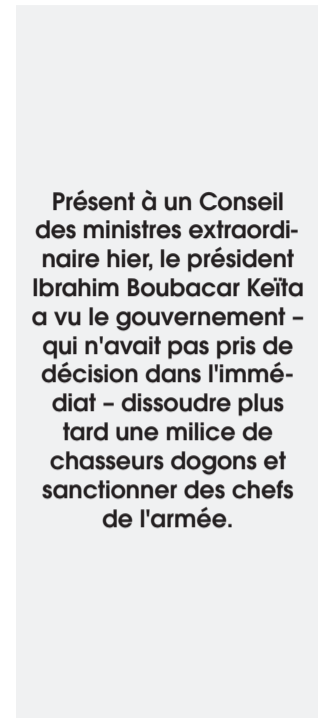 Présent à un Conseil
des ministres extraordi-
naire hier, le président
Ibrahim Boubacar Keïta
a vu le gouvernement –
qui n'avait pas pris de
décision dans l'immé-
diat – dissoudre plus
tard une milice de
chasseurs dogons et
sanctionner des chefs
de l'armée.